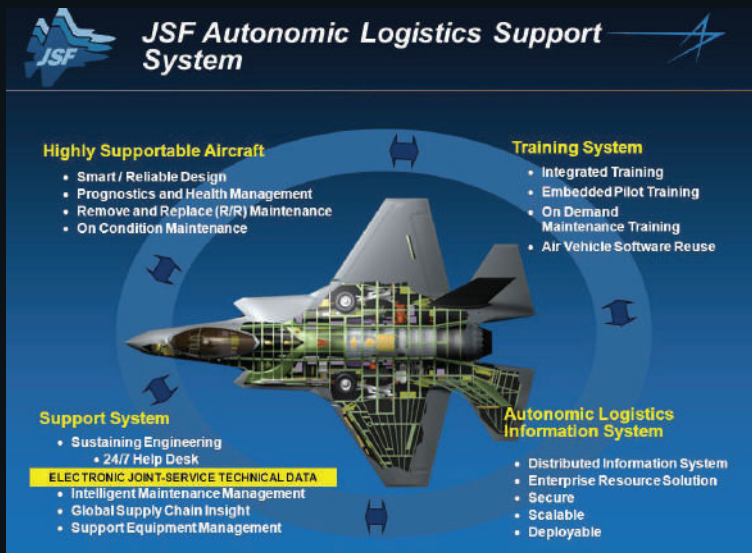 JSF
JSF Autonomic Logistics Support
System
Highly Supportable Aircraft
• Smart / Reliable Design
• Prognostics and Health Management
• Remove and Replace (R/R) Maintenance
• On Condition Maintenance
Training System
• Integrated Training
• Embedded Pilot Training
• On Demand
Maintenance Training
• Air Vehicle Software Reuse
Support System
• Sustaining Engineering
• 24/7 Help Desk
ELECTRONIC JOINT-SERVICE TECHNICAL DATA
• Intelligent Maintenance Management
• Global Supply Chain Insight
• Support Equipment Management
Autonomic Logistics
Information System
• Distributed Information System
• Enterprise Resource Solution
• Secure
• Scalable
• Deployable